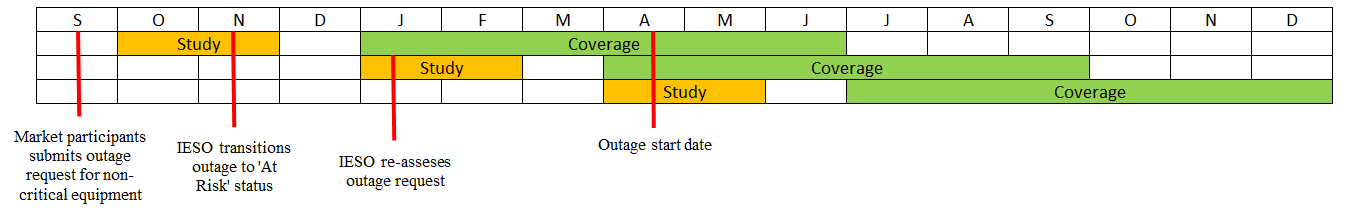 S O N D J F M A M J J A S O N D
Study Coverage
Study Coverage
Study Coverage
Market participants
submits outage
request for non-
critical equipment
IESO transitions
outage to 'At
Risk' status
IESO re-asseses
outage request
Outage start date